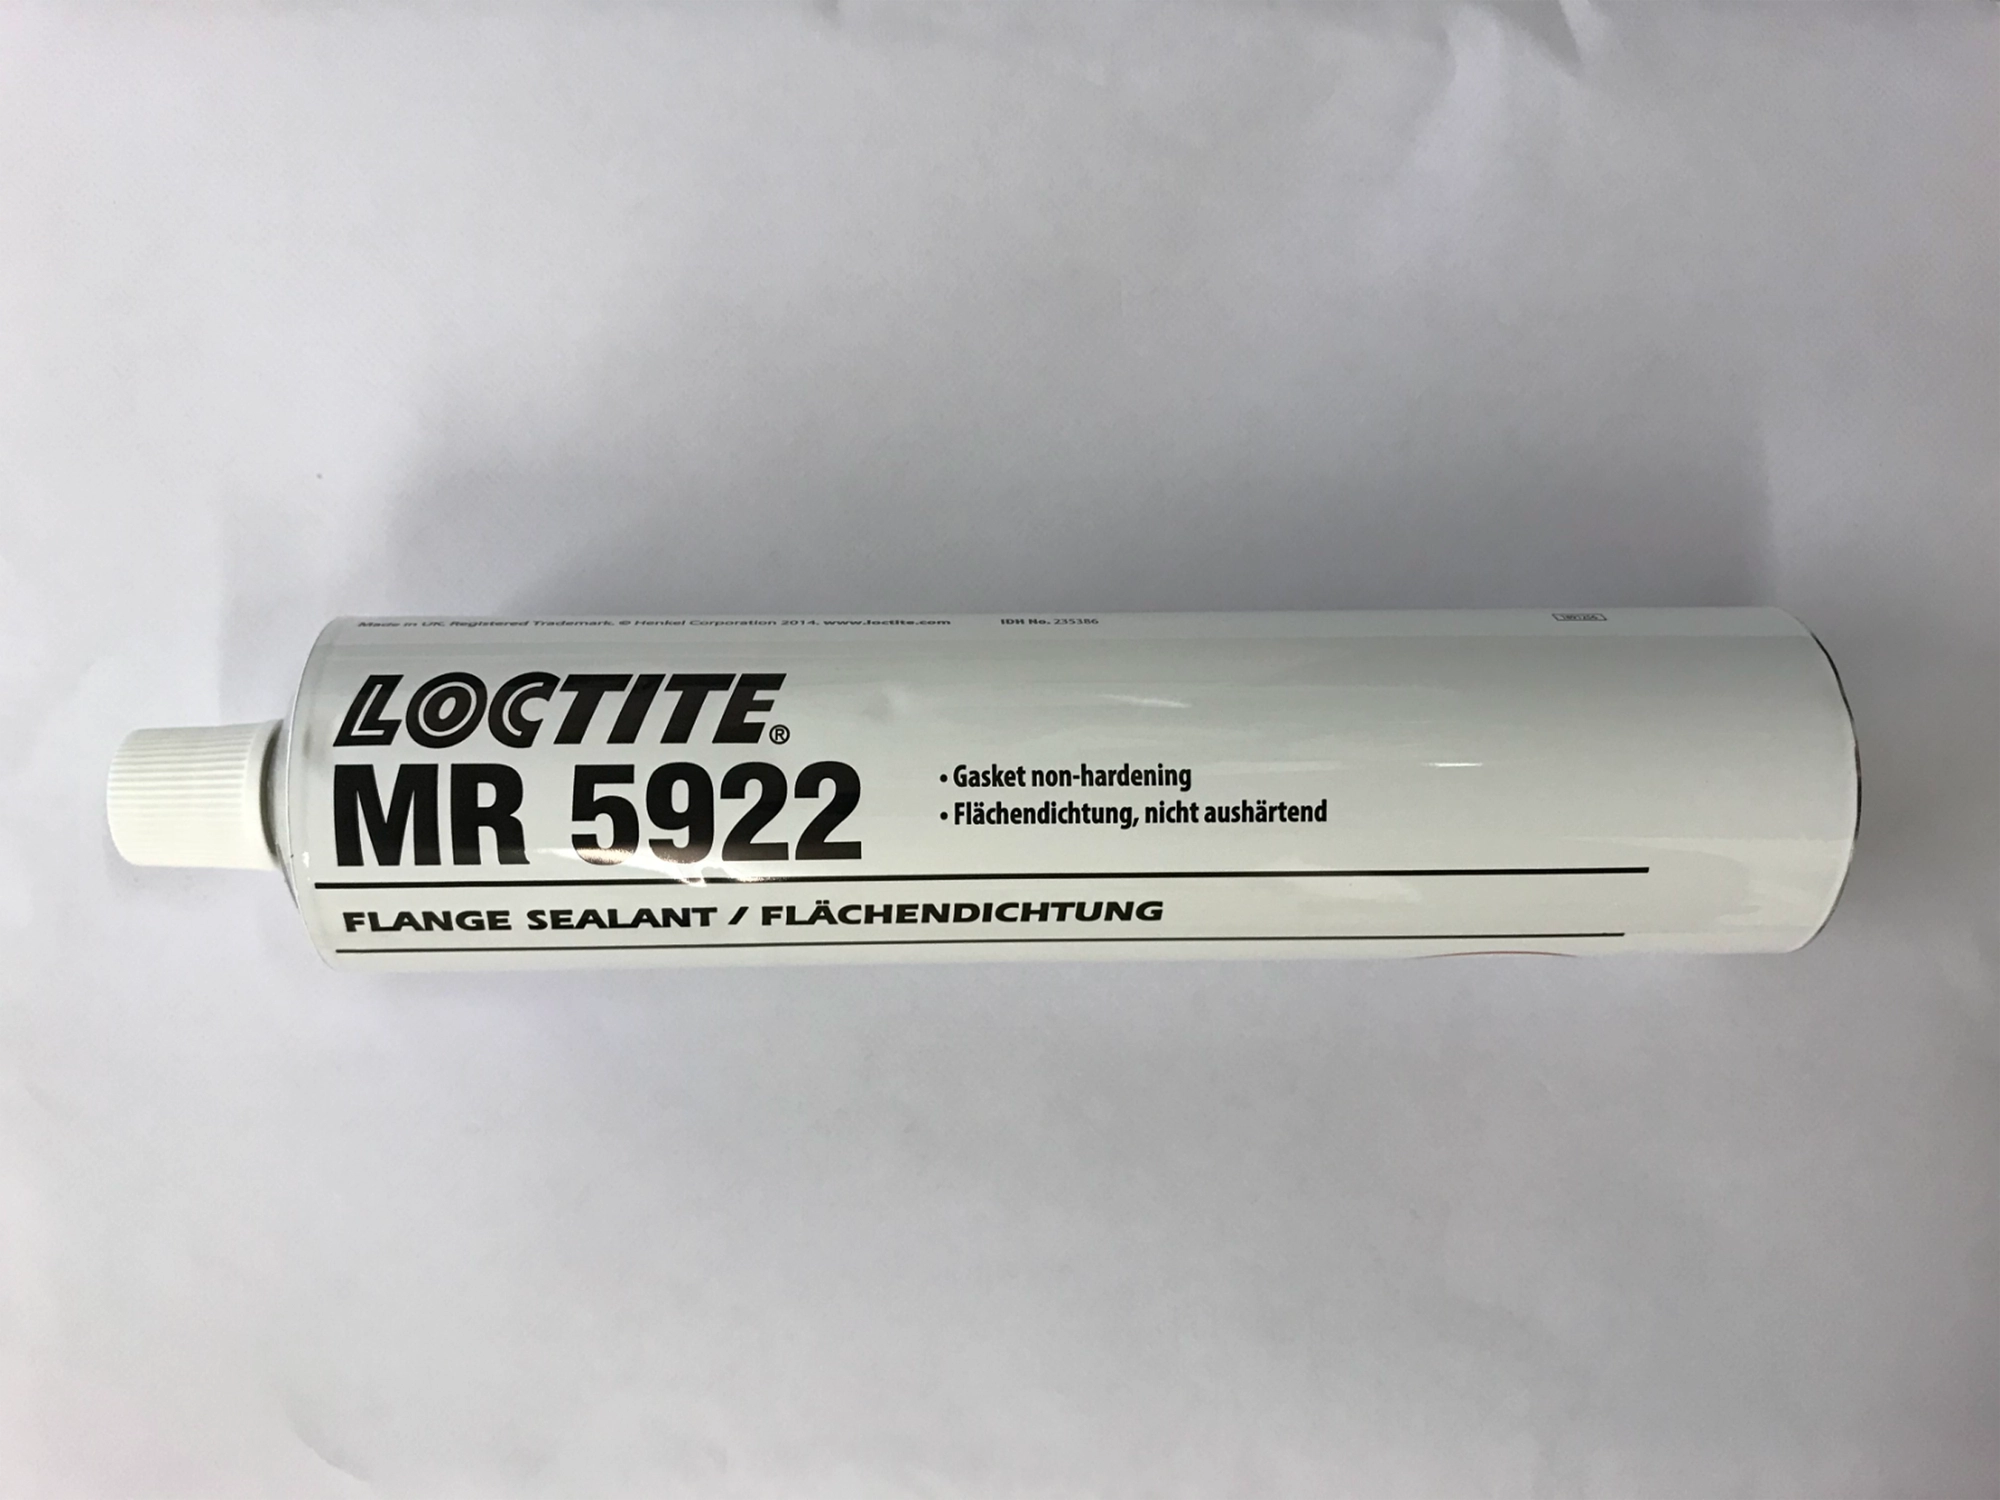 Made in UK. Registered Trademark. © Henkel Corporation 2014. www.loctite.com IDH No. 235386
LOCTITE®
MR 5922
• Gasket non-hardening
• Flächendichtung, nicht aushärtend
FLANGE SEALANT / FLÄCHENDICHTUNG